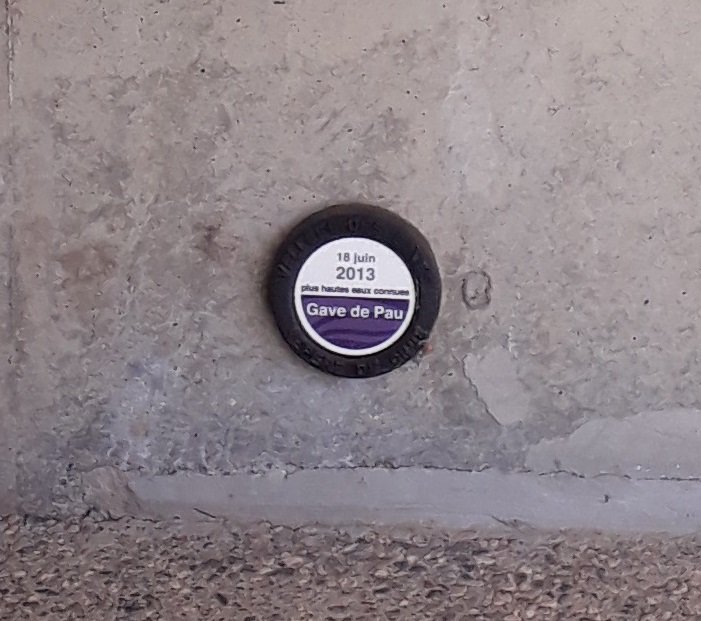 18 juin
2013
plus hautes eaux connues
Gave de Pau